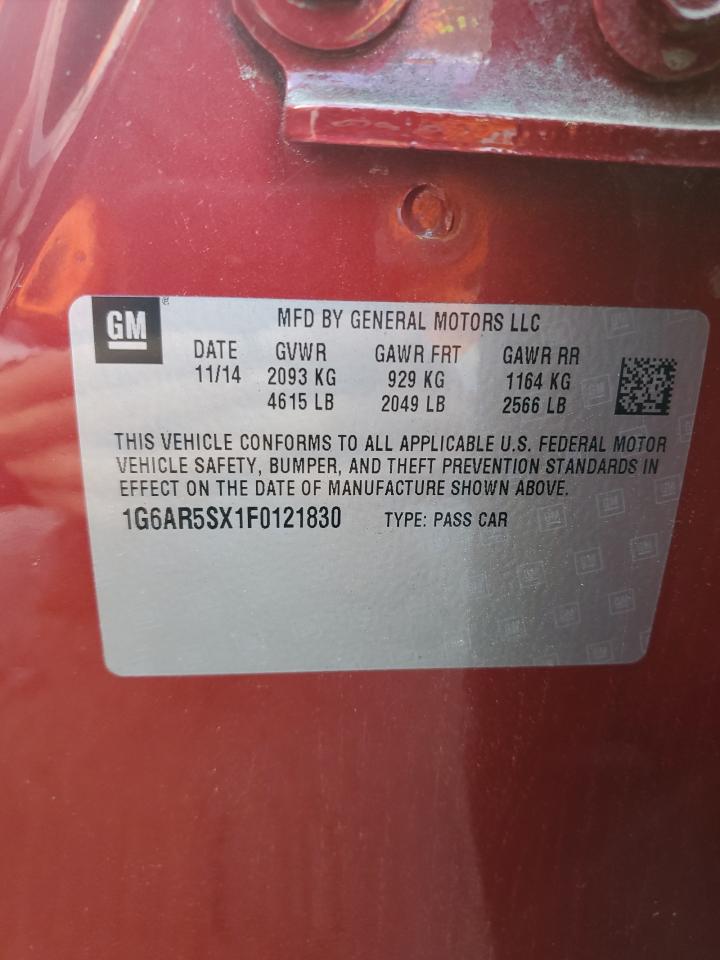 GM ®
MFD BY GENERAL MOTORS LLC
DATE GVWR GAWR FRT GAWR RR
11/14 2093 KG 929 KG 1164 KG
4615 LB 2049 LB 2566 LB
THIS VEHICLE CONFORMS TO ALL APPLICABLE U.S. FEDERAL MOTOR
VEHICLE SAFETY, BUMPER, AND THEFT PREVENTION STANDARDS IN
EFFECT ON THE DATE OF MANUFACTURE SHOWN ABOVE.
1G6AR5SX1F0121830 TYPE: PASS CAR